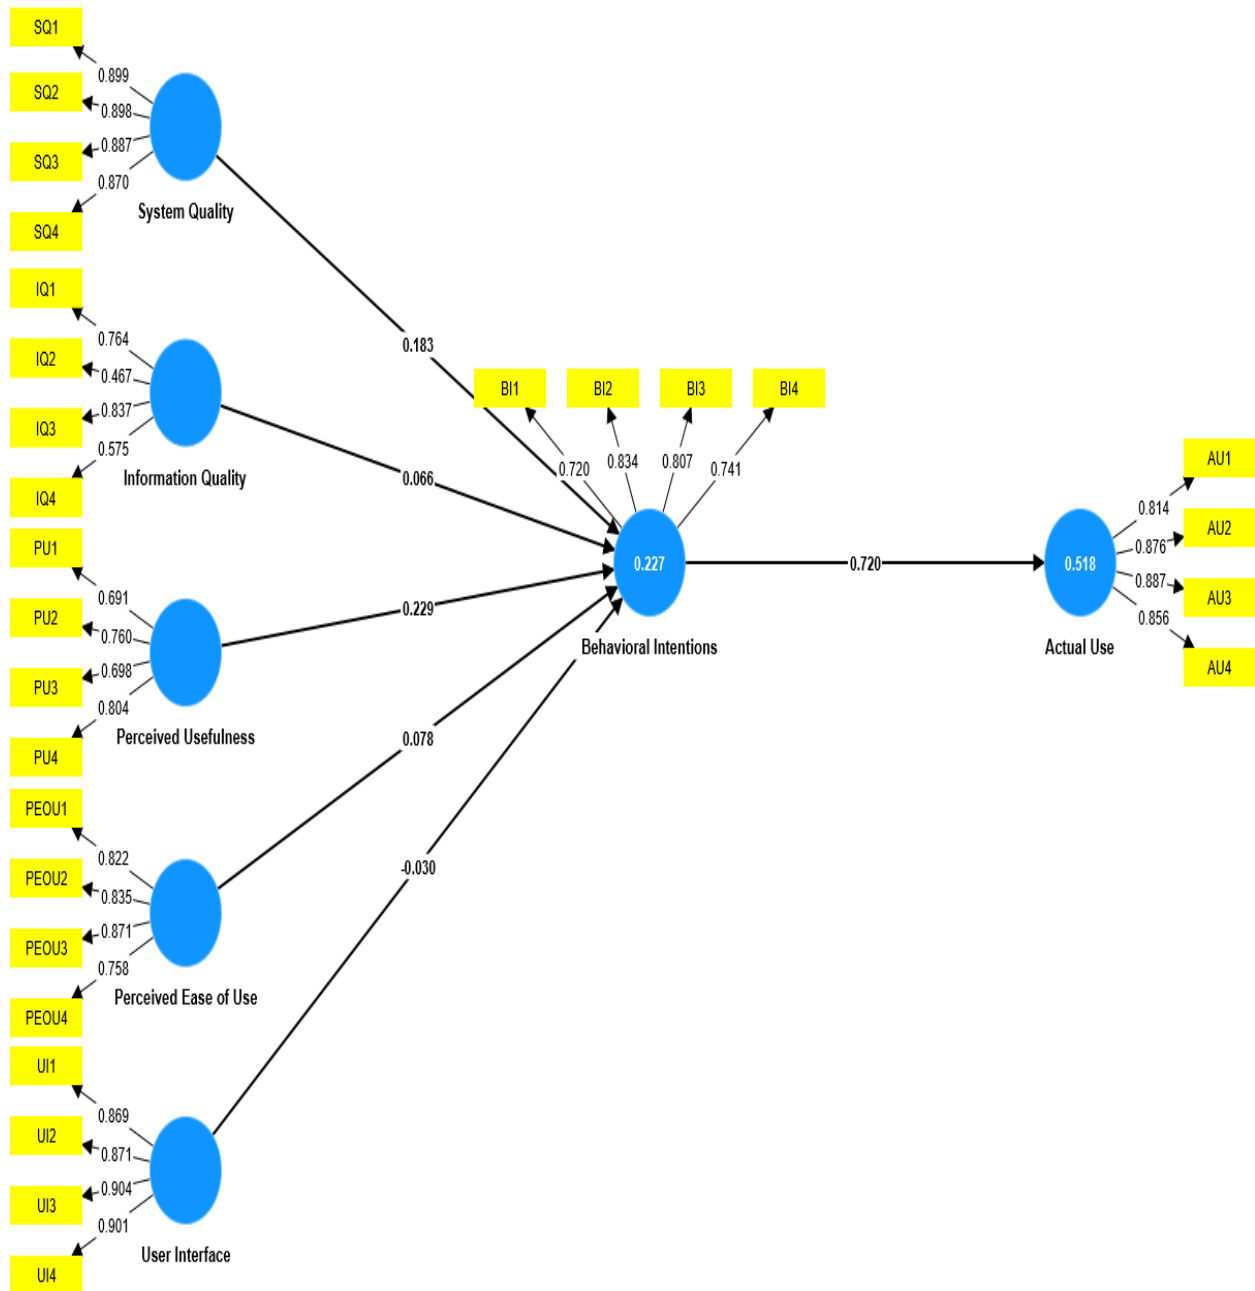 SQ1
0.899
SQ2
0.898
SQ3
0.887
0.870
SQ4
System Quality
IQ1
0.764
IQ2
0.467
IQ3
0.837
0.575
IQ4
Information Quality
PU1
0.691
PU2
0.760
PU3
0.698
0.804
PU4
Perceived Usefulness
PEOU1
0.822
PEOU2
0.835
PEOU3
0.871
0.758
PEOU4
Perceived Ease of Use
UI1
0.869
UI2
0.871
UI3
0.904
0.901
UI4
User Interface
0.183
0.066
0.229
0.078
-0.030
BI1
BI2
BI3
BI4
0.720
0.834
0.807
0.741
0.227
Behavioral Intentions
0.720
0.518
Actual Use
AU1
0.814
AU2
0.876
0.887
AU3
0.856
AU4